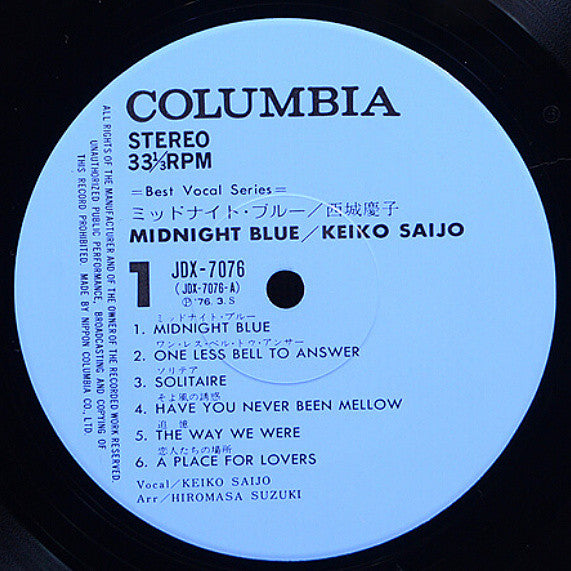 COLUMBIA
STEREO
33⅓RPM
=Best Vocal Series=
ミッドナイト・ブルー/西城慶子
MIDNIGHT BLUE/KEIKO SAIJO
1
JDX-7076
(JDX-7076-A)
Ⓟ'76. 3. S
ミッドナイト・ブルー
1. MIDNIGHT BLUE
ワン・レス・ベル・トゥ・アンサー
2. ONE LESS BELL TO ANSWER
ソリテア
3. SOLITAIRE
そよ風の誘惑
4. HAVE YOU NEVER BEEN MELLOW
追憶
5. THE WAY WE WERE
恋人たちの場所
6. A PLACE FOR LOVERS
Vocal/KEIKO SAIJO
Arr/HIROMASA SUZUKI
ALL RIGHTS OF THE MANUFACTURER AND OF THE OWNER OF THE RECORDED WORK RESERVED.
UNAUTHORIZED PUBLIC PERFORMANCE, BROADCASTING AND COPYING OF
THIS RECORD PROHIBITED. MADE BY NIPPON COLUMBIA CO., LTD.